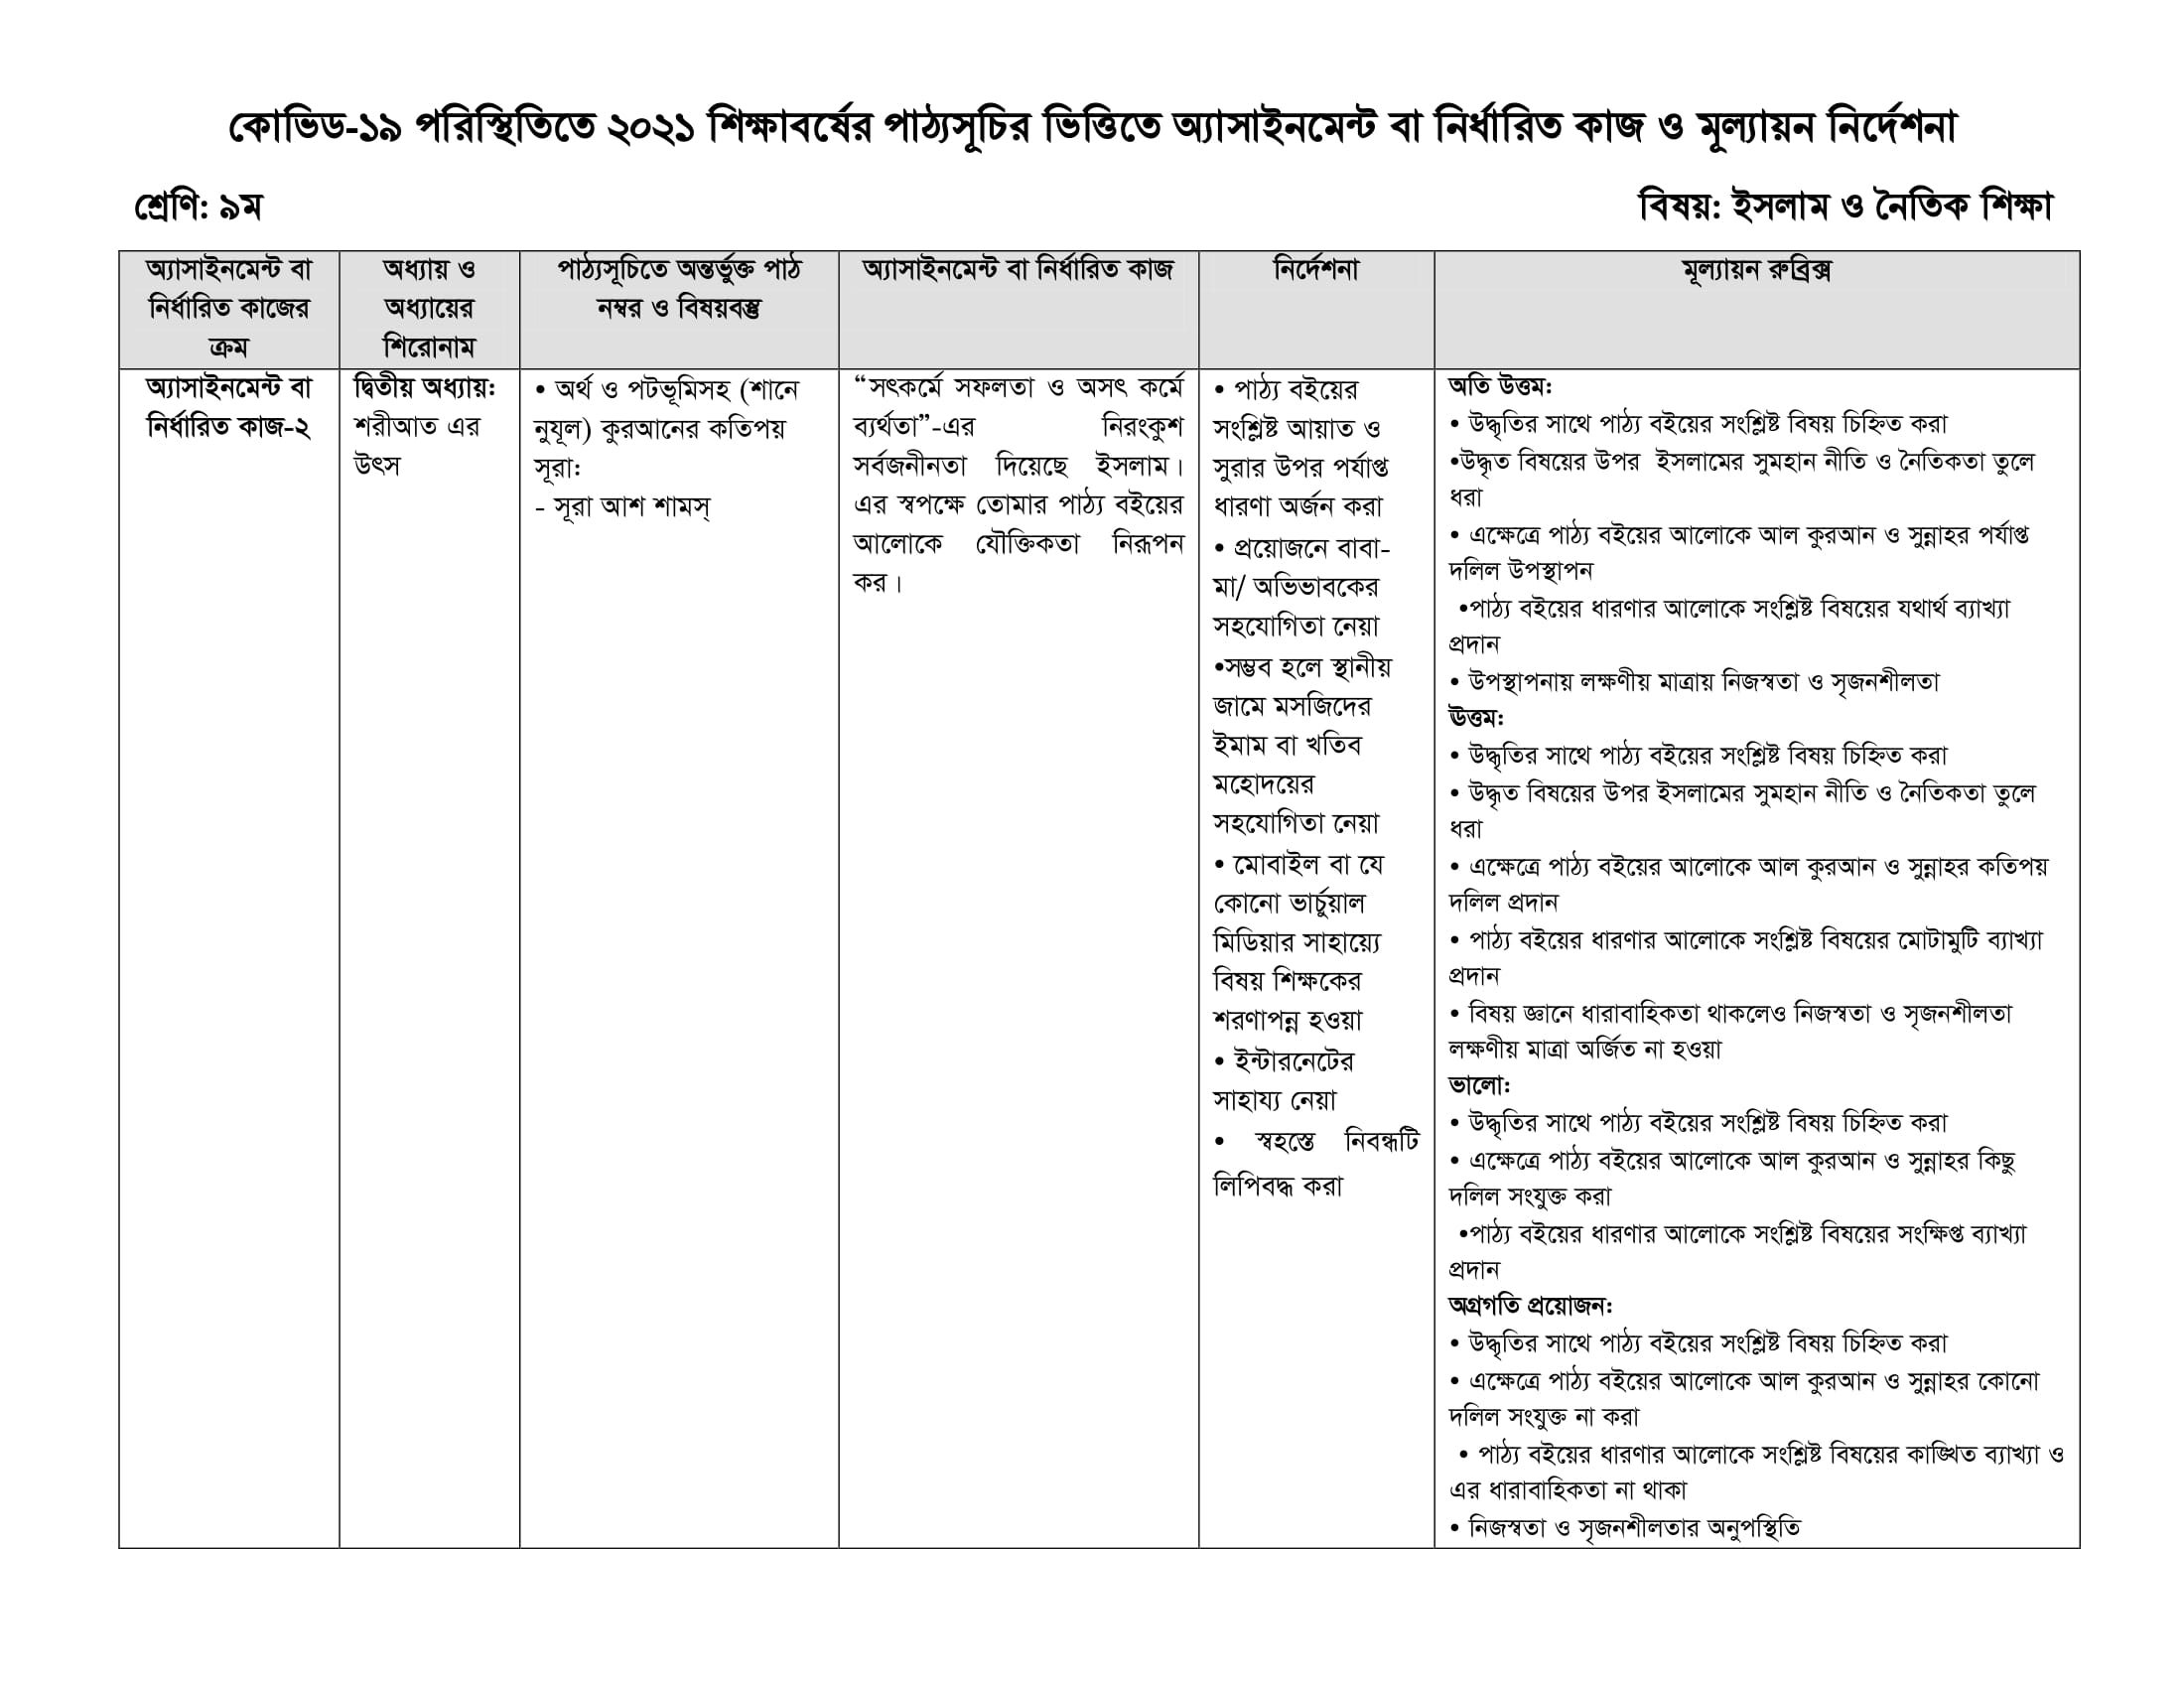 কোভিড-১৯ পরিস্থিতিতে ২০২১ শিক্ষাবর্ষের পাঠ্যসূচির ভিত্তিতে অ্যাসাইনমেন্ট বা নির্ধারিত কাজ ও মূল্যায়ন নির্দেশনা
শ্রেণি: ৯ম
বিষয়: ইসলাম ও নৈতিক শিক্ষা
অ্যাসাইনমেন্ট বা
নির্ধারিত কাজের
ক্রম
অধ্যায় ও
অধ্যায়ের
শিরোনাম
পাঠ্যসূচিতে অন্তর্ভুক্ত পাঠ
নম্বর ও বিষয়বস্তু
অ্যাসাইনমেন্ট বা নির্ধারিত কাজ
নির্দেশনা
মূল্যায়ন রুব্রিক্স
অ্যাসাইনমেন্ট বা
নির্ধারিত কাজ-২
দ্বিতীয় অধ্যায়:
শরীআত এর
উৎস
• অর্থ ও পটভূমিসহ (শানে
নুযূল) কুরআনের কতিপয়
সূরা:
- সূরা আশ শামস্
“সৎকর্মে সফলতা ও অসৎ কর্মে
ব্যর্থতা”-এর নিরংকুশ
সর্বজনীনতা দিয়েছে ইসলাম।
এর স্বপক্ষে তোমার পাঠ্য বইয়ের
আলোকে যৌক্তিকতা নিরূপন
কর।
• পাঠ্য বইয়ের
সংশ্লিষ্ট আয়াত ও
সুরার উপর পর্যাপ্ত
ধারণা অর্জন করা
• প্রয়োজনে বাবা-
মা/ অভিভাবকের
সহযোগিতা নেয়া
•সম্ভব হলে স্থানীয়
জামে মসজিদের
ইমাম বা খতিব
মহোদয়ের
সহযোগিতা নেয়া
• মোবাইল বা যে
কোনো ভার্চুয়াল
মিডিয়ার সাহায্যে
বিষয় শিক্ষকের
শরণাপন্ন হওয়া
• ইন্টারনেটের
সাহায্য নেয়া
• স্বহস্তে নিবন্ধটি
লিপিবদ্ধ করা
অতি উত্তম:
• উদ্ধৃতির সাথে পাঠ্য বইয়ের সংশ্লিষ্ট বিষয় চিহ্নিত করা
•উদ্ধৃত বিষয়ের উপর ইসলামের সুমহান নীতি ও নৈতিকতা তুলে
ধরা
• এক্ষেত্রে পাঠ্য বইয়ের আলোকে আল কুরআন ও সুন্নাহর পর্যাপ্ত
দলিল উপস্থাপন
•পাঠ্য বইয়ের ধারণার আলোকে সংশ্লিষ্ট বিষয়ের যথার্থ ব্যাখ্যা
প্রদান
• উপস্থাপনায় লক্ষণীয় মাত্রায় নিজস্বতা ও সৃজনশীলতা
উত্তম:
• উদ্ধৃতির সাথে পাঠ্য বইয়ের সংশ্লিষ্ট বিষয় চিহ্নিত করা
• উদ্ধৃত বিষয়ের উপর ইসলামের সুমহান নীতি ও নৈতিকতা তুলে
ধরা
• এক্ষেত্রে পাঠ্য বইয়ের আলোকে আল কুরআন ও সুন্নাহর কতিপয়
দলিল প্রদান
• পাঠ্য বইয়ের ধারণার আলোকে সংশ্লিষ্ট বিষয়ের মোটামুটি ব্যাখ্যা
প্রদান
• বিষয় জ্ঞানে ধারাবাহিকতা থাকলেও নিজস্বতা ও সৃজনশীলতা
লক্ষণীয় মাত্রা অর্জিত না হওয়া
ভালো:
• উদ্ধৃতির সাথে পাঠ্য বইয়ের সংশ্লিষ্ট বিষয় চিহ্নিত করা
• এক্ষেত্রে পাঠ্য বইয়ের আলোকে আল কুরআন ও সুন্নাহর কিছু
দলিল সংযুক্ত করা
•পাঠ্য বইয়ের ধারণার আলোকে সংশ্লিষ্ট বিষয়ের সংক্ষিপ্ত ব্যাখ্যা
প্রদান
অগ্রগতি প্রয়োজন:
• উদ্ধৃতির সাথে পাঠ্য বইয়ের সংশ্লিষ্ট বিষয় চিহ্নিত করা
• এক্ষেত্রে পাঠ্য বইয়ের আলোকে আল কুরআন ও সুন্নাহর কোনো
দলিল সংযুক্ত না করা
• পাঠ্য বইয়ের ধারণার আলোকে সংশ্লিষ্ট বিষয়ের কাঙ্খিত ব্যাখ্যা ও
এর ধারাবাহিকতা না থাকা
• নিজস্বতা ও সৃজনশীলতার অনুপস্থিতি